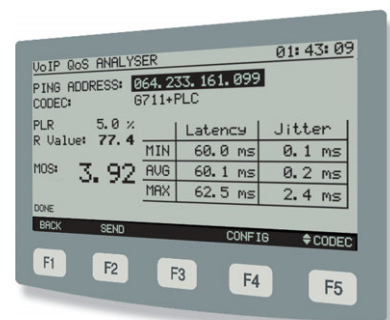 VoIP QoS ANALYSER 01:43:09
PING ADDRESS: 064.233.161.099
CODEC: G711+PLC
PLR 5.0 %
R Value: 77.4
MOS: 3.92
Latency Jitter
MIN 60.0 ms 0.1 ms
AVG 60.1 ms 0.2 ms
MAX 62.5 ms 2.4 ms
DONE
BACK SEND CONFIG CODEC
F1 F2 F3 F4 F5